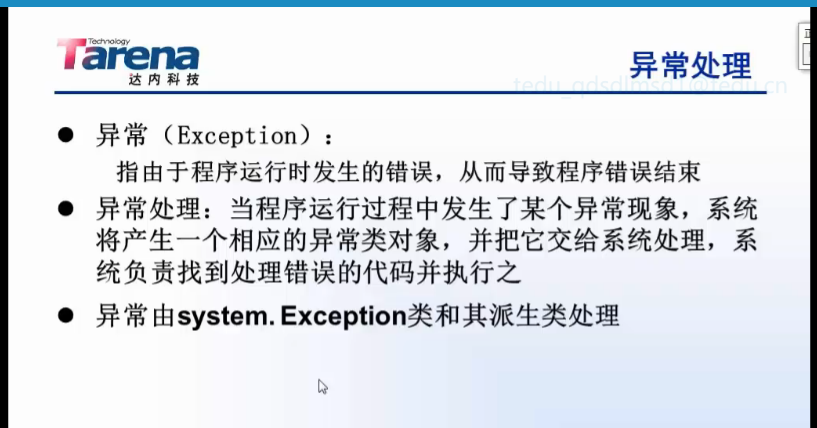 Technology
Tarena
达内科技
异常处理
● 异常（Exception）：
指由于程序运行时发生的错误，从而导致程序错误结束
● 异常处理：当程序运行过程中发生了某个异常现象，系统
将产生一个相应的异常类对象，并把它交给系统处理，系
统负责找到处理错误的代码并执行之
● 异常由system.Exception类和其派生类处理